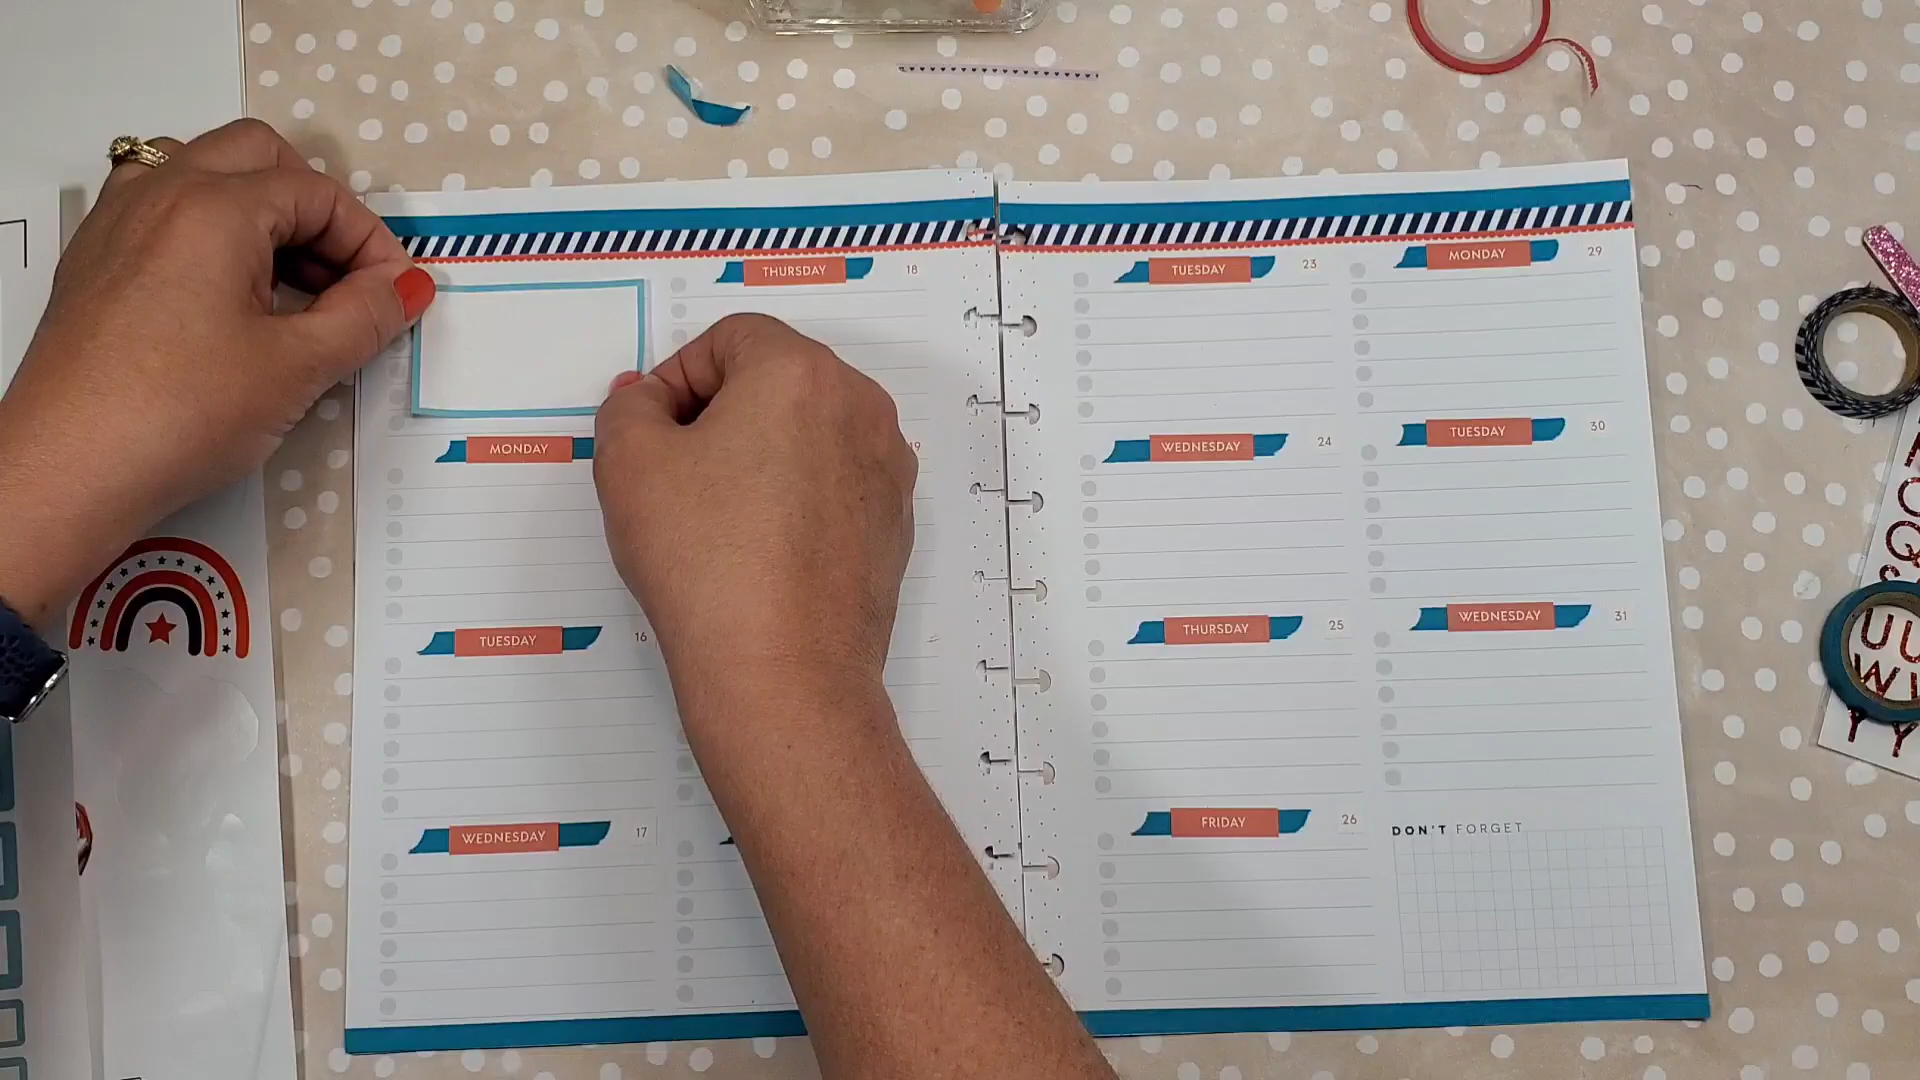 THURSDAY 18
MONDAY
19
TUESDAY 16
WEDNESDAY 17
TUESDAY 23
WEDNESDAY 24
THURSDAY 25
FRIDAY 26
MONDAY 29
TUESDAY 30
WEDNESDAY 31
DON'T FORGET
O
Q
S
U U
W
Y Y